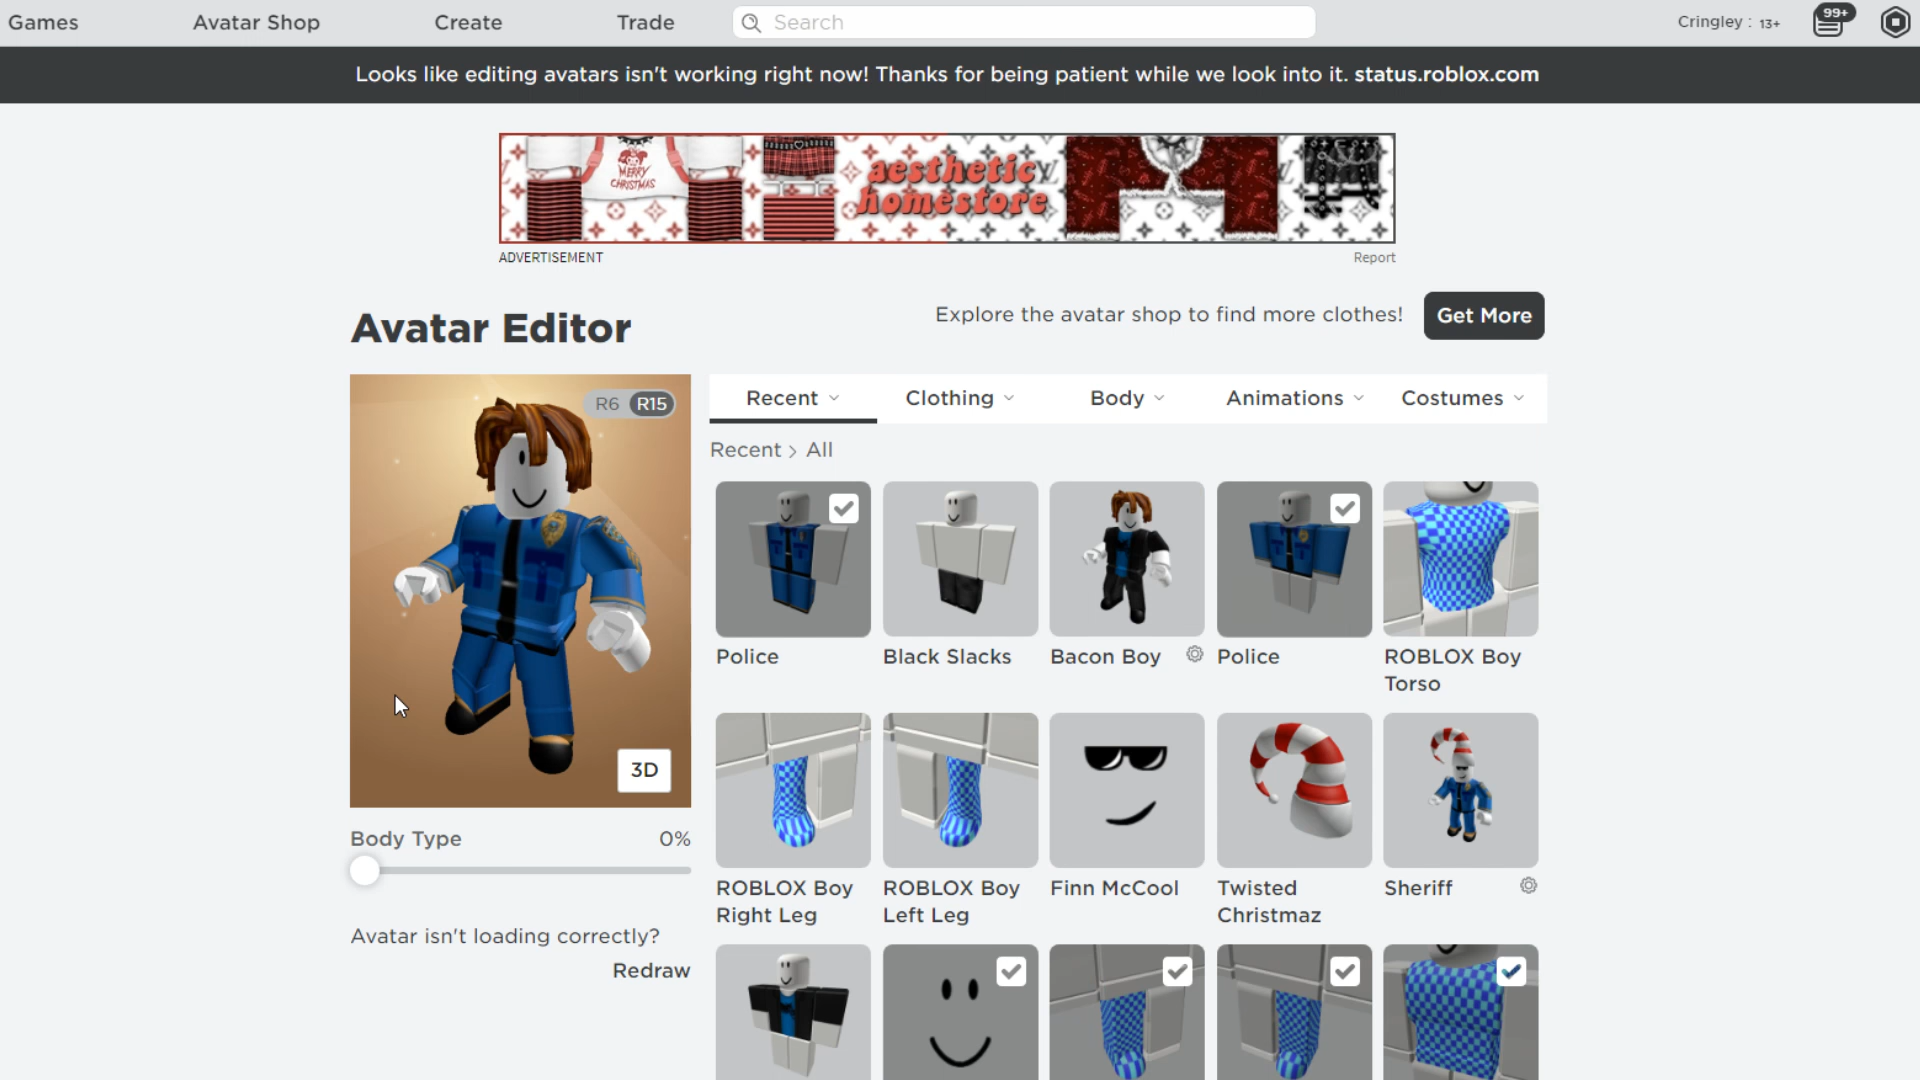 Games
Avatar Shop
Create
Trade
Search
Cringley : 13+
99+
Looks like editing avatars isn't working right now! Thanks for being patient while we look into it. status.roblox.com
MERRY
CHRISTMAS
aesthetic
homestore
ADVERTISEMENT
Report
Avatar Editor
Explore the avatar shop to find more clothes!
Get More
R6
R15
3D
Body Type
0%
Avatar isn't loading correctly?
Redraw
Recent
Clothing
Body
Animations
Costumes
Recent > All
Police
Black Slacks
Bacon Boy
Police
ROBLOX Boy
Torso
ROBLOX Boy
Right Leg
ROBLOX Boy
Left Leg
Finn McCool
Twisted
Christmaz
Sheriff